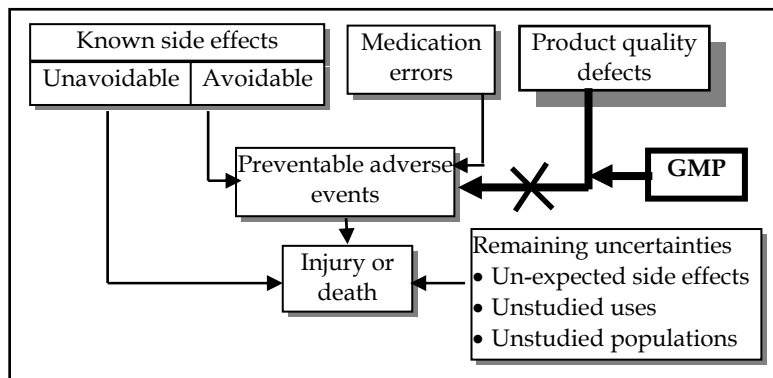 Known side effects
Unavoidable
Avoidable
Medication
errors
Product quality
defects
Preventable adverse
events
GMP
Injury or
death
Remaining uncertainties
• Un-expected side effects
• Unstudied uses
• Unstudied populations